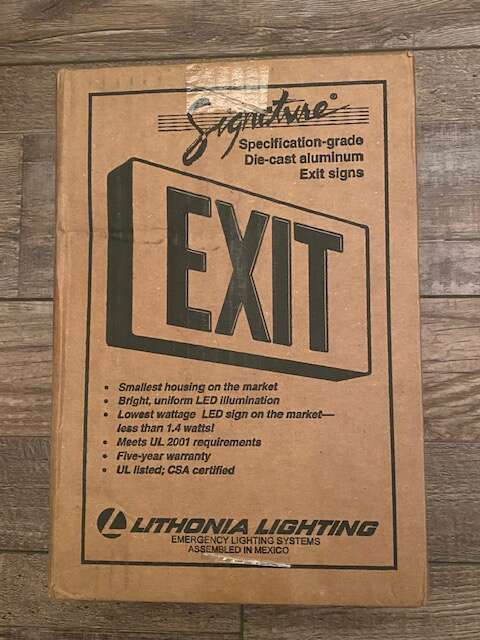 Signature®
Specification-grade
Die-cast aluminum
Exit signs
EXIT
• Smallest housing on the market
• Bright, uniform LED illumination
• Lowest wattage LED sign on the market—
less than 1.4 watts!
• Meets UL 2001 requirements
• Five-year warranty
• UL listed; CSA certified
LITHONIA LIGHTING
EMERGENCY LIGHTING SYSTEMS
ASSEMBLED IN MEXICO